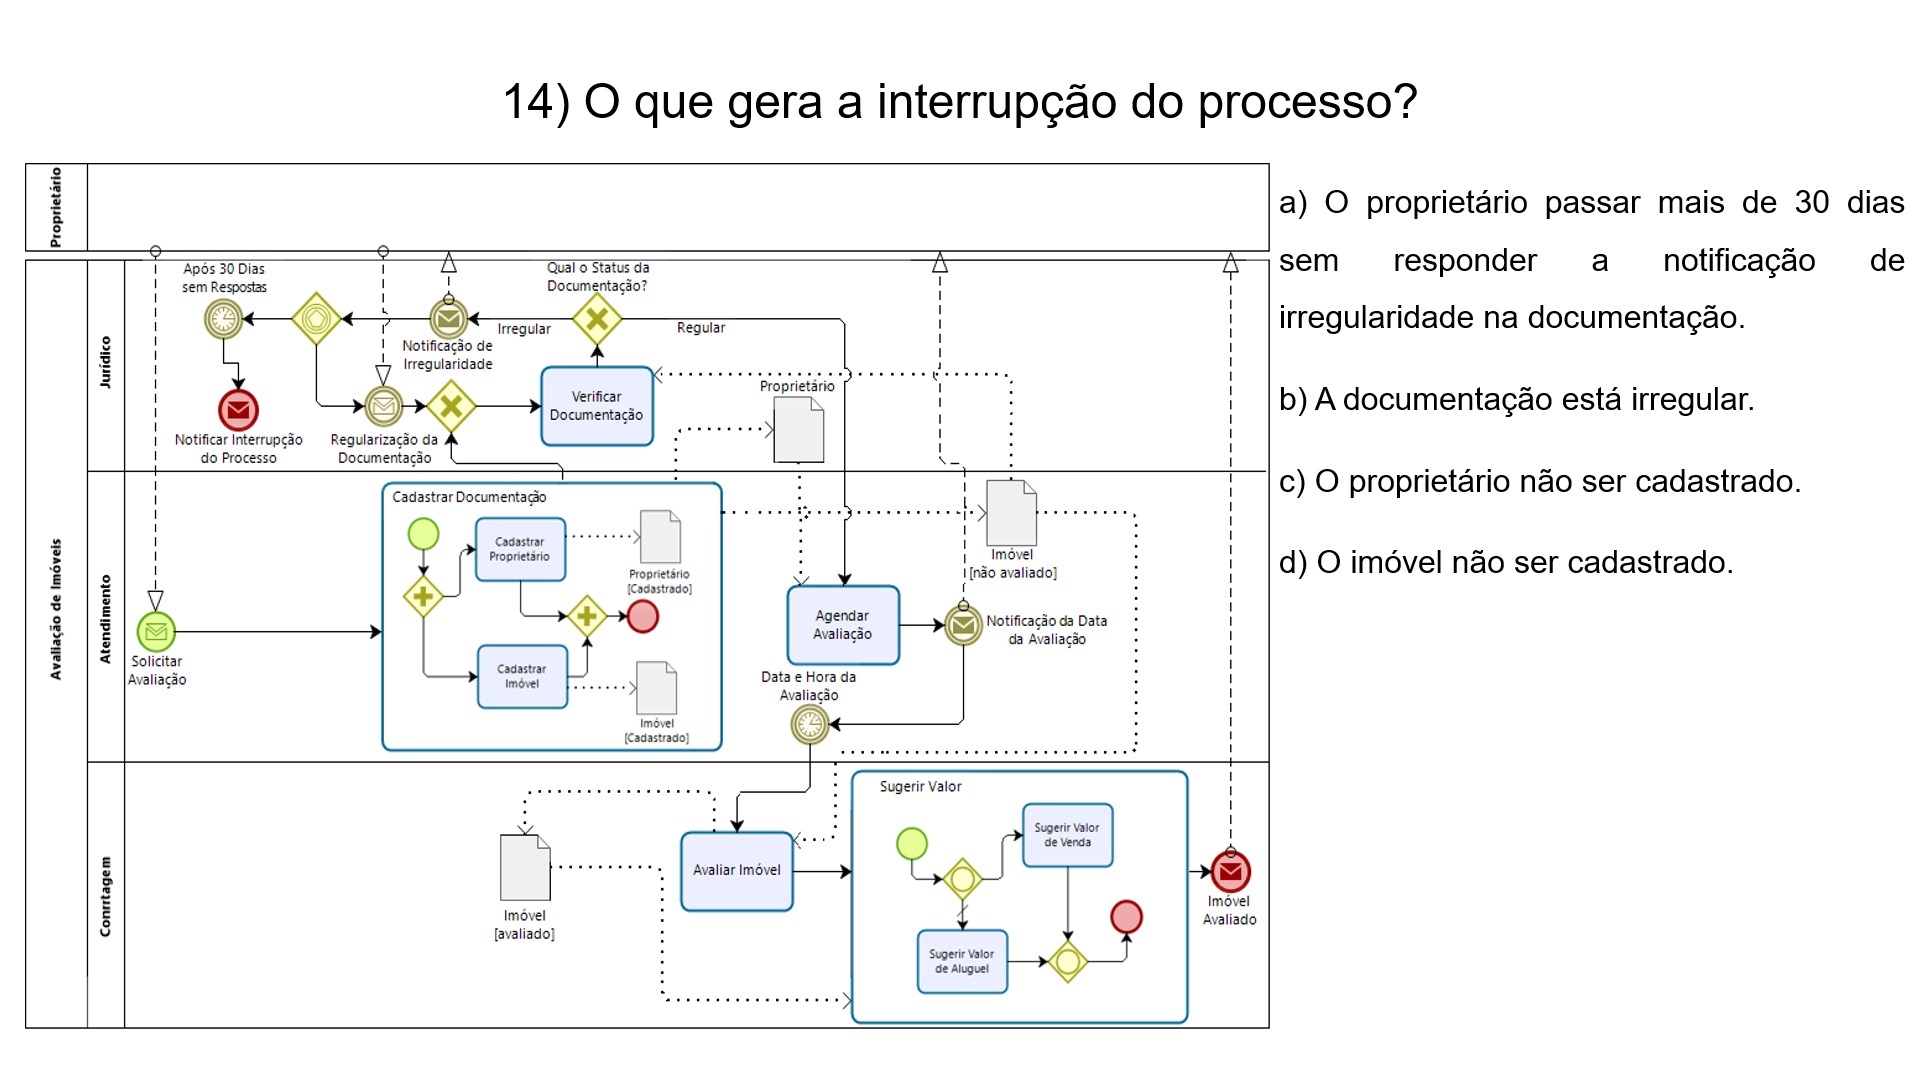 14) O que gera a interrupção do processo?
a) O proprietário passar mais de 30 dias
sem responder a notificação de
irregularidade na documentação.
b) A documentação está irregular.
c) O proprietário não ser cadastrado.
d) O imóvel não ser cadastrado.
Proprietário
Avaliação de Imóveis
Jurídico
Após 30 Dias
sem Respostas
Notificar Interrupção
do Processo
Notificação de
Irregularidade
Regularização da
Documentação
Qual o Status da
Documentação?
Irregular
Regular
Verificar
Documentação
Proprietário
Atendimento
Solicitar
Avaliação
Cadastrar Documentação
Cadastrar
Proprietário
Proprietário
[Cadastrado]
Cadastrar
Imóvel
Imóvel
[Cadastrado]
Imóvel
[não avaliado]
Agendar
Avaliação
Notificação da Data
da Avaliação
Data e Hora da
Avaliação
Conrtagem
Imóvel
[avaliado]
Avaliar Imóvel
Sugerir Valor
Sugerir Valor
de Venda
Sugerir Valor
de Aluguel
Imóvel
Avaliado